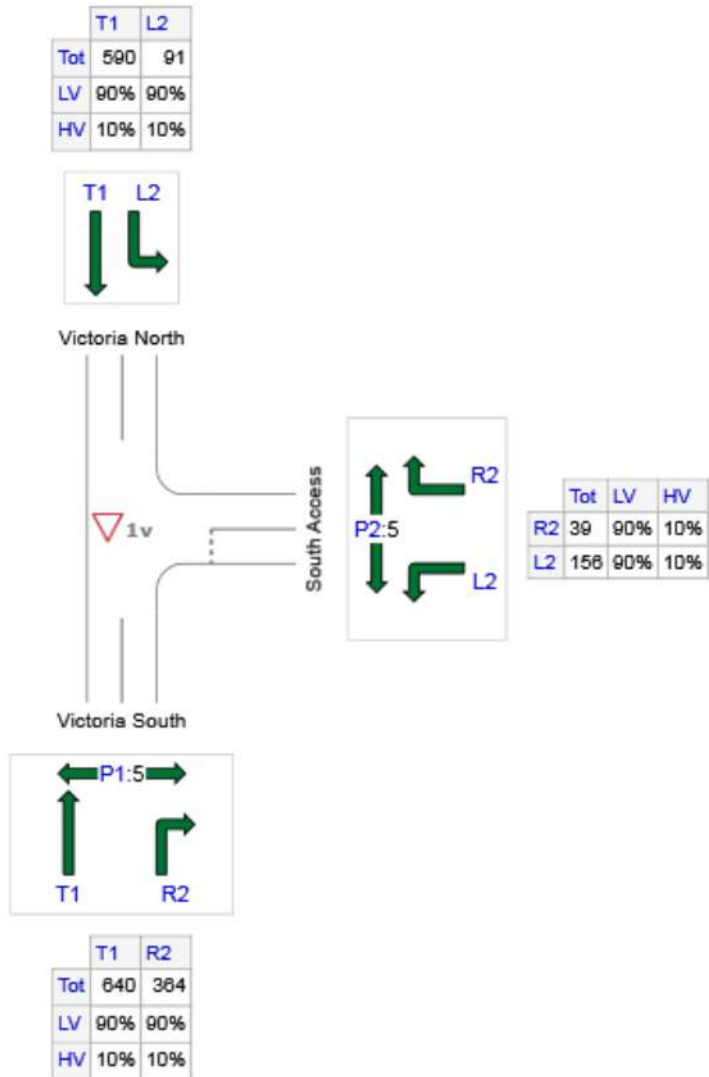 T1 L2
Tot 590 91
LV 90% 90%
HV 10% 10%
T1 L2
Victoria North
1v
South Access
P2:5
R2
L2
Tot LV HV
R2 39 90% 10%
L2 156 90% 10%
Victoria South
P1:5
T1 R2
T1 R2
Tot 640 364
LV 90% 90%
HV 10% 10%